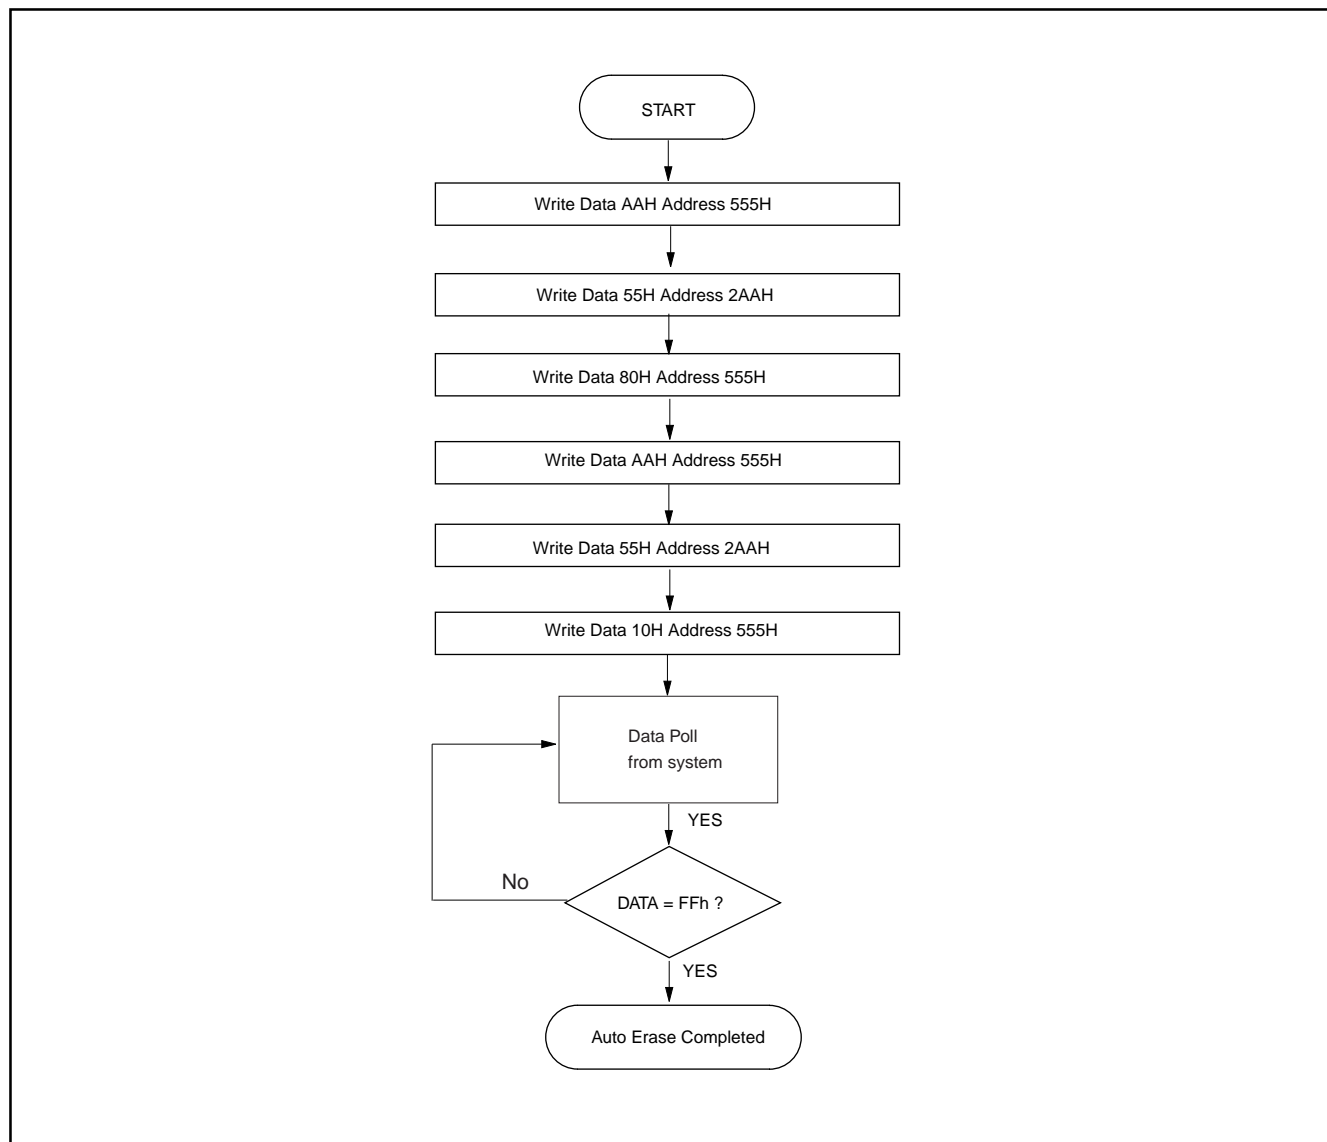 START
Write Data AAH Address 555H
Write Data 55H Address 2AAH
Write Data 80H Address 555H
Write Data AAH Address 555H
Write Data 55H Address 2AAH
Write Data 10H Address 555H
Data Poll
from system
YES
No
DATA = FFh ?
YES
Auto Erase Completed